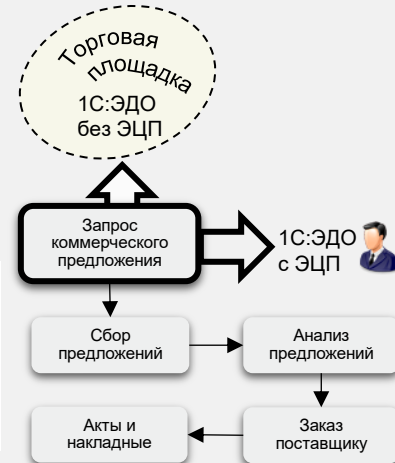 Торговая
площадка
1С:ЭДО
без ЭЦП
Запрос
коммерческого
предложения
1С:ЭДО
с ЭЦП
Сбор
предложений
Анализ
предложений
Акты и
накладные
Заказ
поставщику